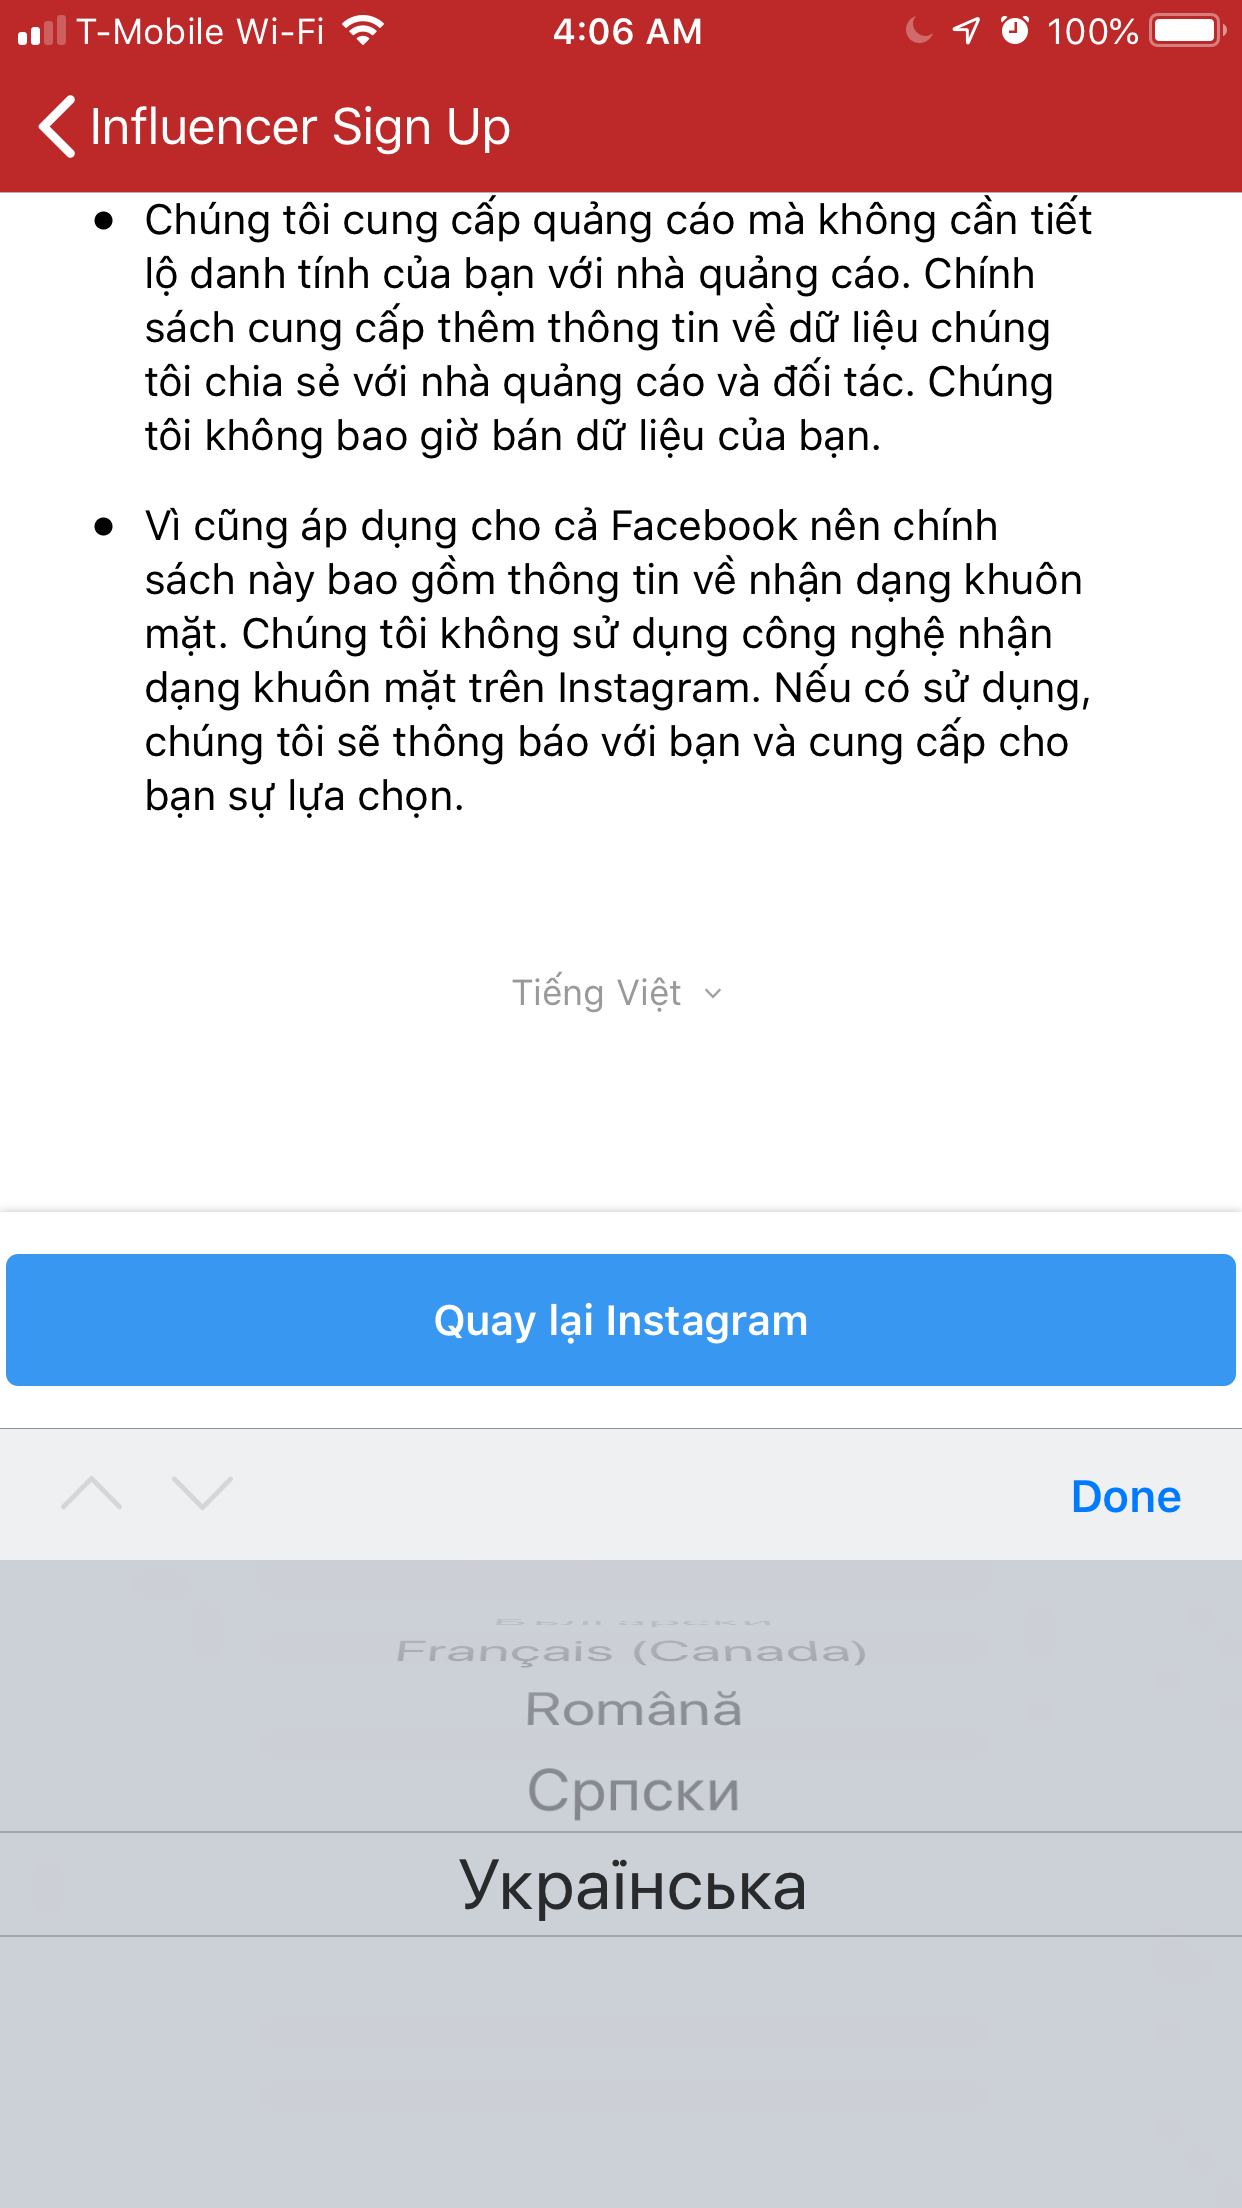 T-Mobile Wi-Fi 4:06 AM 100%
Influencer Sign Up
• Chúng tôi cung cấp quảng cáo mà không cần tiết
lộ danh tính của bạn với nhà quảng cáo. Chính
sách cung cấp thêm thông tin về dữ liệu chúng
tôi chia sẻ với nhà quảng cáo và đối tác. Chúng
tôi không bao giờ bán dữ liệu của bạn.
• Vì cũng áp dụng cho cả Facebook nên chính
sách này bao gồm thông tin về nhận dạng khuôn
mặt. Chúng tôi không sử dụng công nghệ nhận
dạng khuôn mặt trên Instagram. Nếu có sử dụng,
chúng tôi sẽ thông báo với bạn và cung cấp cho
bạn sự lựa chọn.
Tiếng Việt
Quay lại Instagram
Done
Français (Canada)
Română
Српски
Українська